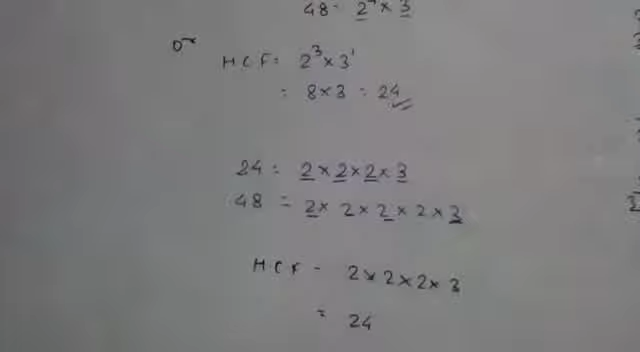 48 = 2⁴ × 3
or
HCF = 2³ × 3¹
= 8 × 3 = 24
24 = 2 × 2 × 2 × 3
48 = 2 × 2 × 2 × 2 × 3
HCF - 2 × 2 × 2 × 3
= 24